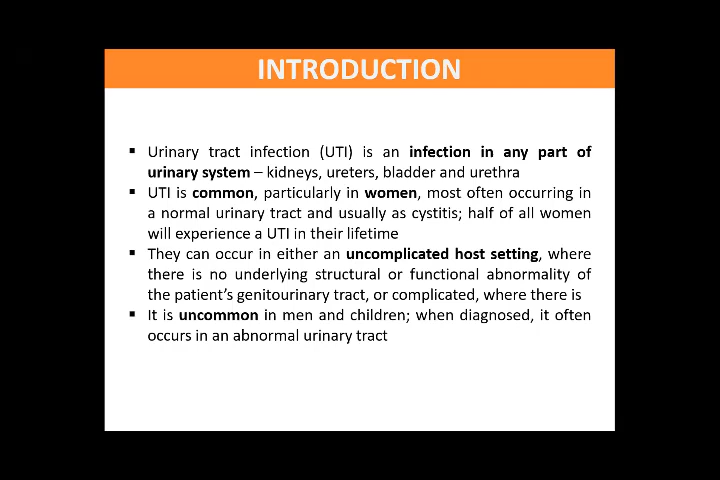 INTRODUCTION
▪ Urinary tract infection (UTI) is an infection in any part of
urinary system – kidneys, ureters, bladder and urethra
▪ UTI is common, particularly in women, most often occurring in
a normal urinary tract and usually as cystitis; half of all women
will experience a UTI in their lifetime
▪ They can occur in either an uncomplicated host setting, where
there is no underlying structural or functional abnormality of
the patient's genitourinary tract, or complicated, where there is
▪ It is uncommon in men and children; when diagnosed, it often
occurs in an abnormal urinary tract